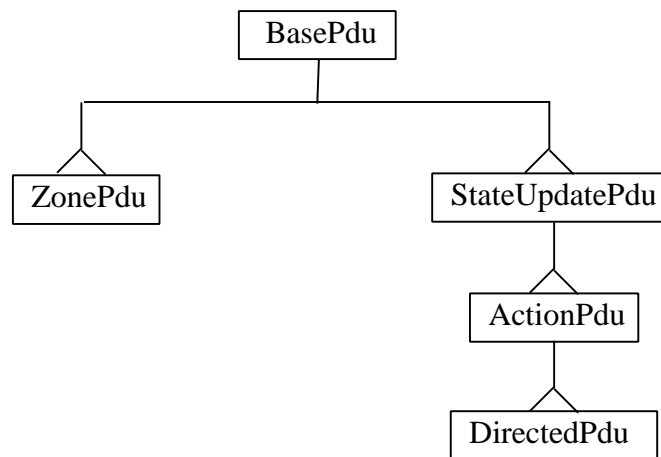 BasePdu
ZonePdu
StateUpdatePdu
ActionPdu
DirectedPdu